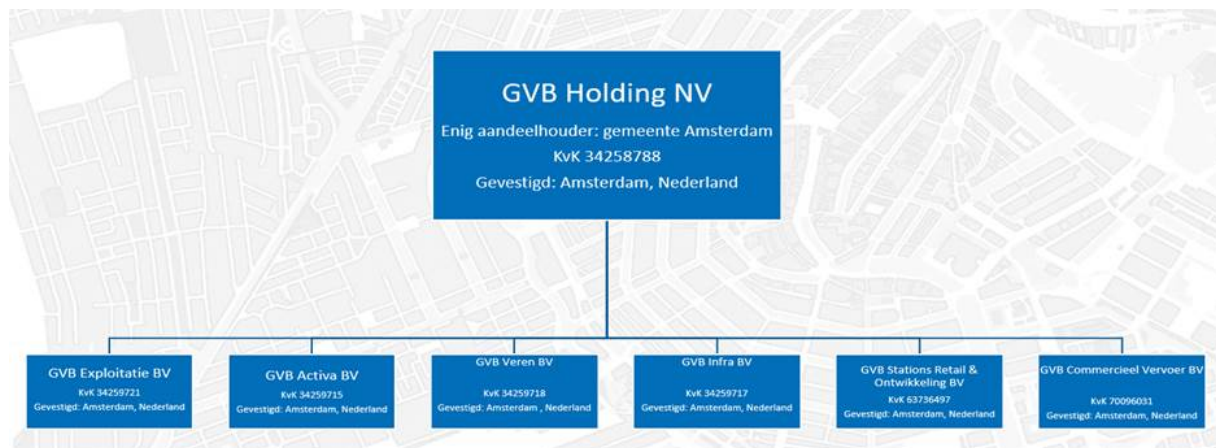 GVB Holding NV
Enig aandeelhouder: gemeente Amsterdam
KvK 34258788
Gevestigd: Amsterdam, Nederland
GVB Exploitatie BV
KvK 34259721
Gevestigd: Amsterdam, Nederland
GVB Activa BV
KvK 34259715
Gevestigd: Amsterdam, Nederland
GVB Veren BV
KvK 34259718
Gevestigd: Amsterdam , Nederland
GVB Infra BV
KvK 34259717
Gevestigd: Amsterdam, Nederland
GVB Stations Retail &
Ontwikkeling BV
KvK 63736497
Gevestigd: Amsterdam, Nederland
GVB Commercieel Vervoer BV
KvK 70096031
Gevestigd: Amsterdam, Nederland